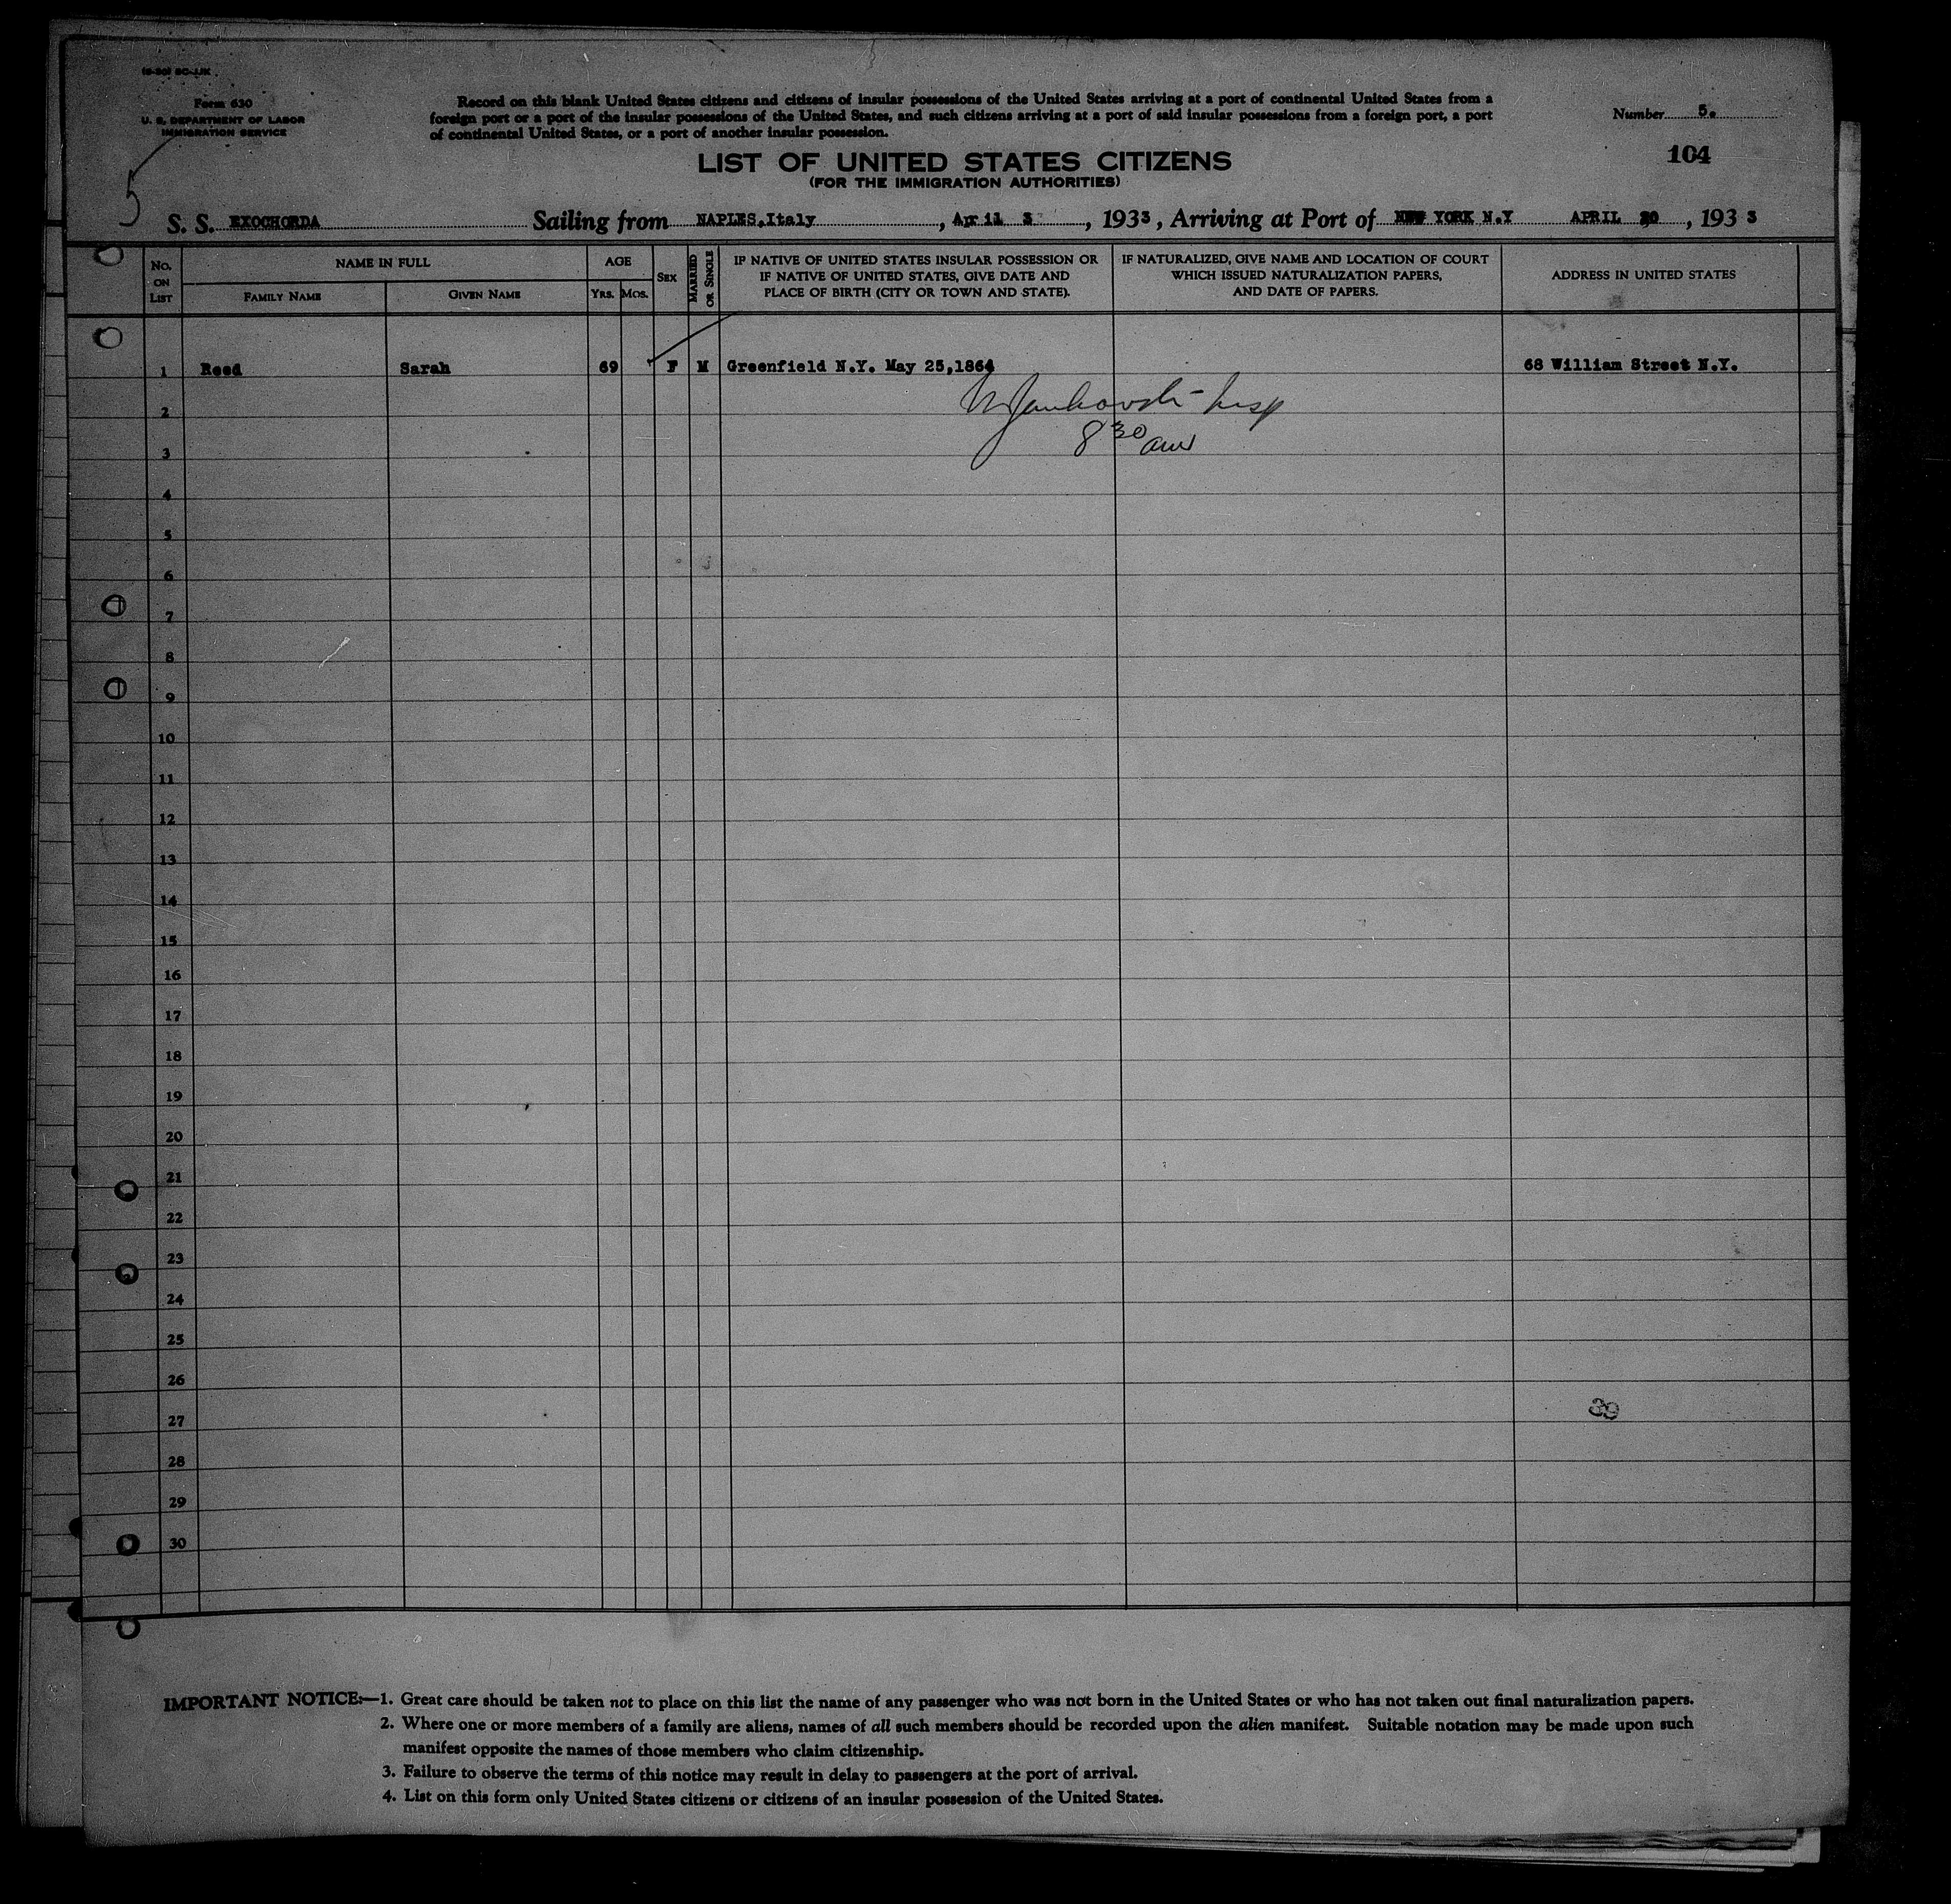 Form 630
U. S. DEPARTMENT OF LABOR
IMMIGRATION SERVICE
Record on this blank United States citizens and citizens of insular possessions of the United States arriving at a port of continental United States from a
foreign port or a port of the insular possessions of the United States, and such citizens arriving at a port of said insular possessions from a foreign port, a port
of continental United States, or a port of another insular possession.
Number 5.
104
LIST OF UNITED STATES CITIZENS
(FOR THE IMMIGRATION AUTHORITIES)
5
S. S. EXOCHORDA Sailing from NAPLES,Italy , April 3 , 1933 , Arriving at Port of NEW YORK N.Y APRIL 20 , 193 3
No. ON LIST
NAME IN FULL
FAMILY NAME
GIVEN NAME
AGE
YRS. MOS.
SEX
MARRIED OR SINGLE
IF NATIVE OF UNITED STATES INSULAR POSSESSION OR
IF NATIVE OF UNITED STATES, GIVE DATE AND
PLACE OF BIRTH (CITY OR TOWN AND STATE).
IF NATURALIZED, GIVE NAME AND LOCATION OF COURT
WHICH ISSUED NATURALIZATION PAPERS,
AND DATE OF PAPERS.
ADDRESS IN UNITED STATES
1 Reed Sarah 69 F M Greenfield N.Y. May 25,1864 68 William Street N.Y.
2 Insp
3 8 30 am
4
5
6
7
8
9
10
11
12
13
14
15
16
17
18
19
20
21
22
23
24
25
26
39
27
28
29
30
IMPORTANT NOTICE:—1. Great care should be taken not to place on this list the name of any passenger who was not born in the United States or who has not taken out final naturalization papers.
2. Where one or more members of a family are aliens, names of all such members should be recorded upon the alien manifest. Suitable notation may be made upon such
manifest opposite the names of those members who claim citizenship.
3. Failure to observe the terms of this notice may result in delay to passengers at the port of arrival.
4. List on this form only United States citizens or citizens of an insular possession of the United States.